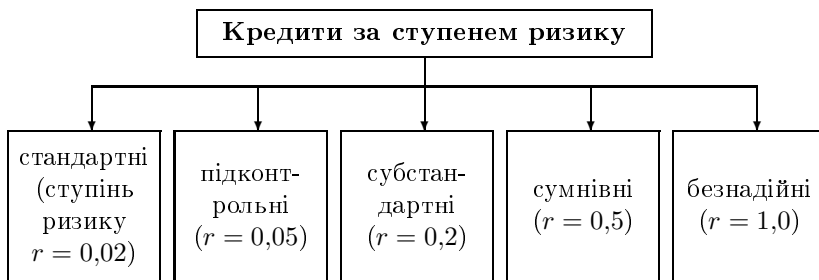 Кредити за ступенем ризику
стандартні
(ступінь
ризику
r = 0,02)
підконт-
рольні
(r = 0,05)
субстан-
дартні
(r = 0,2)
сумнівні
(r = 0,5)
безнадійні
(r = 1,0)